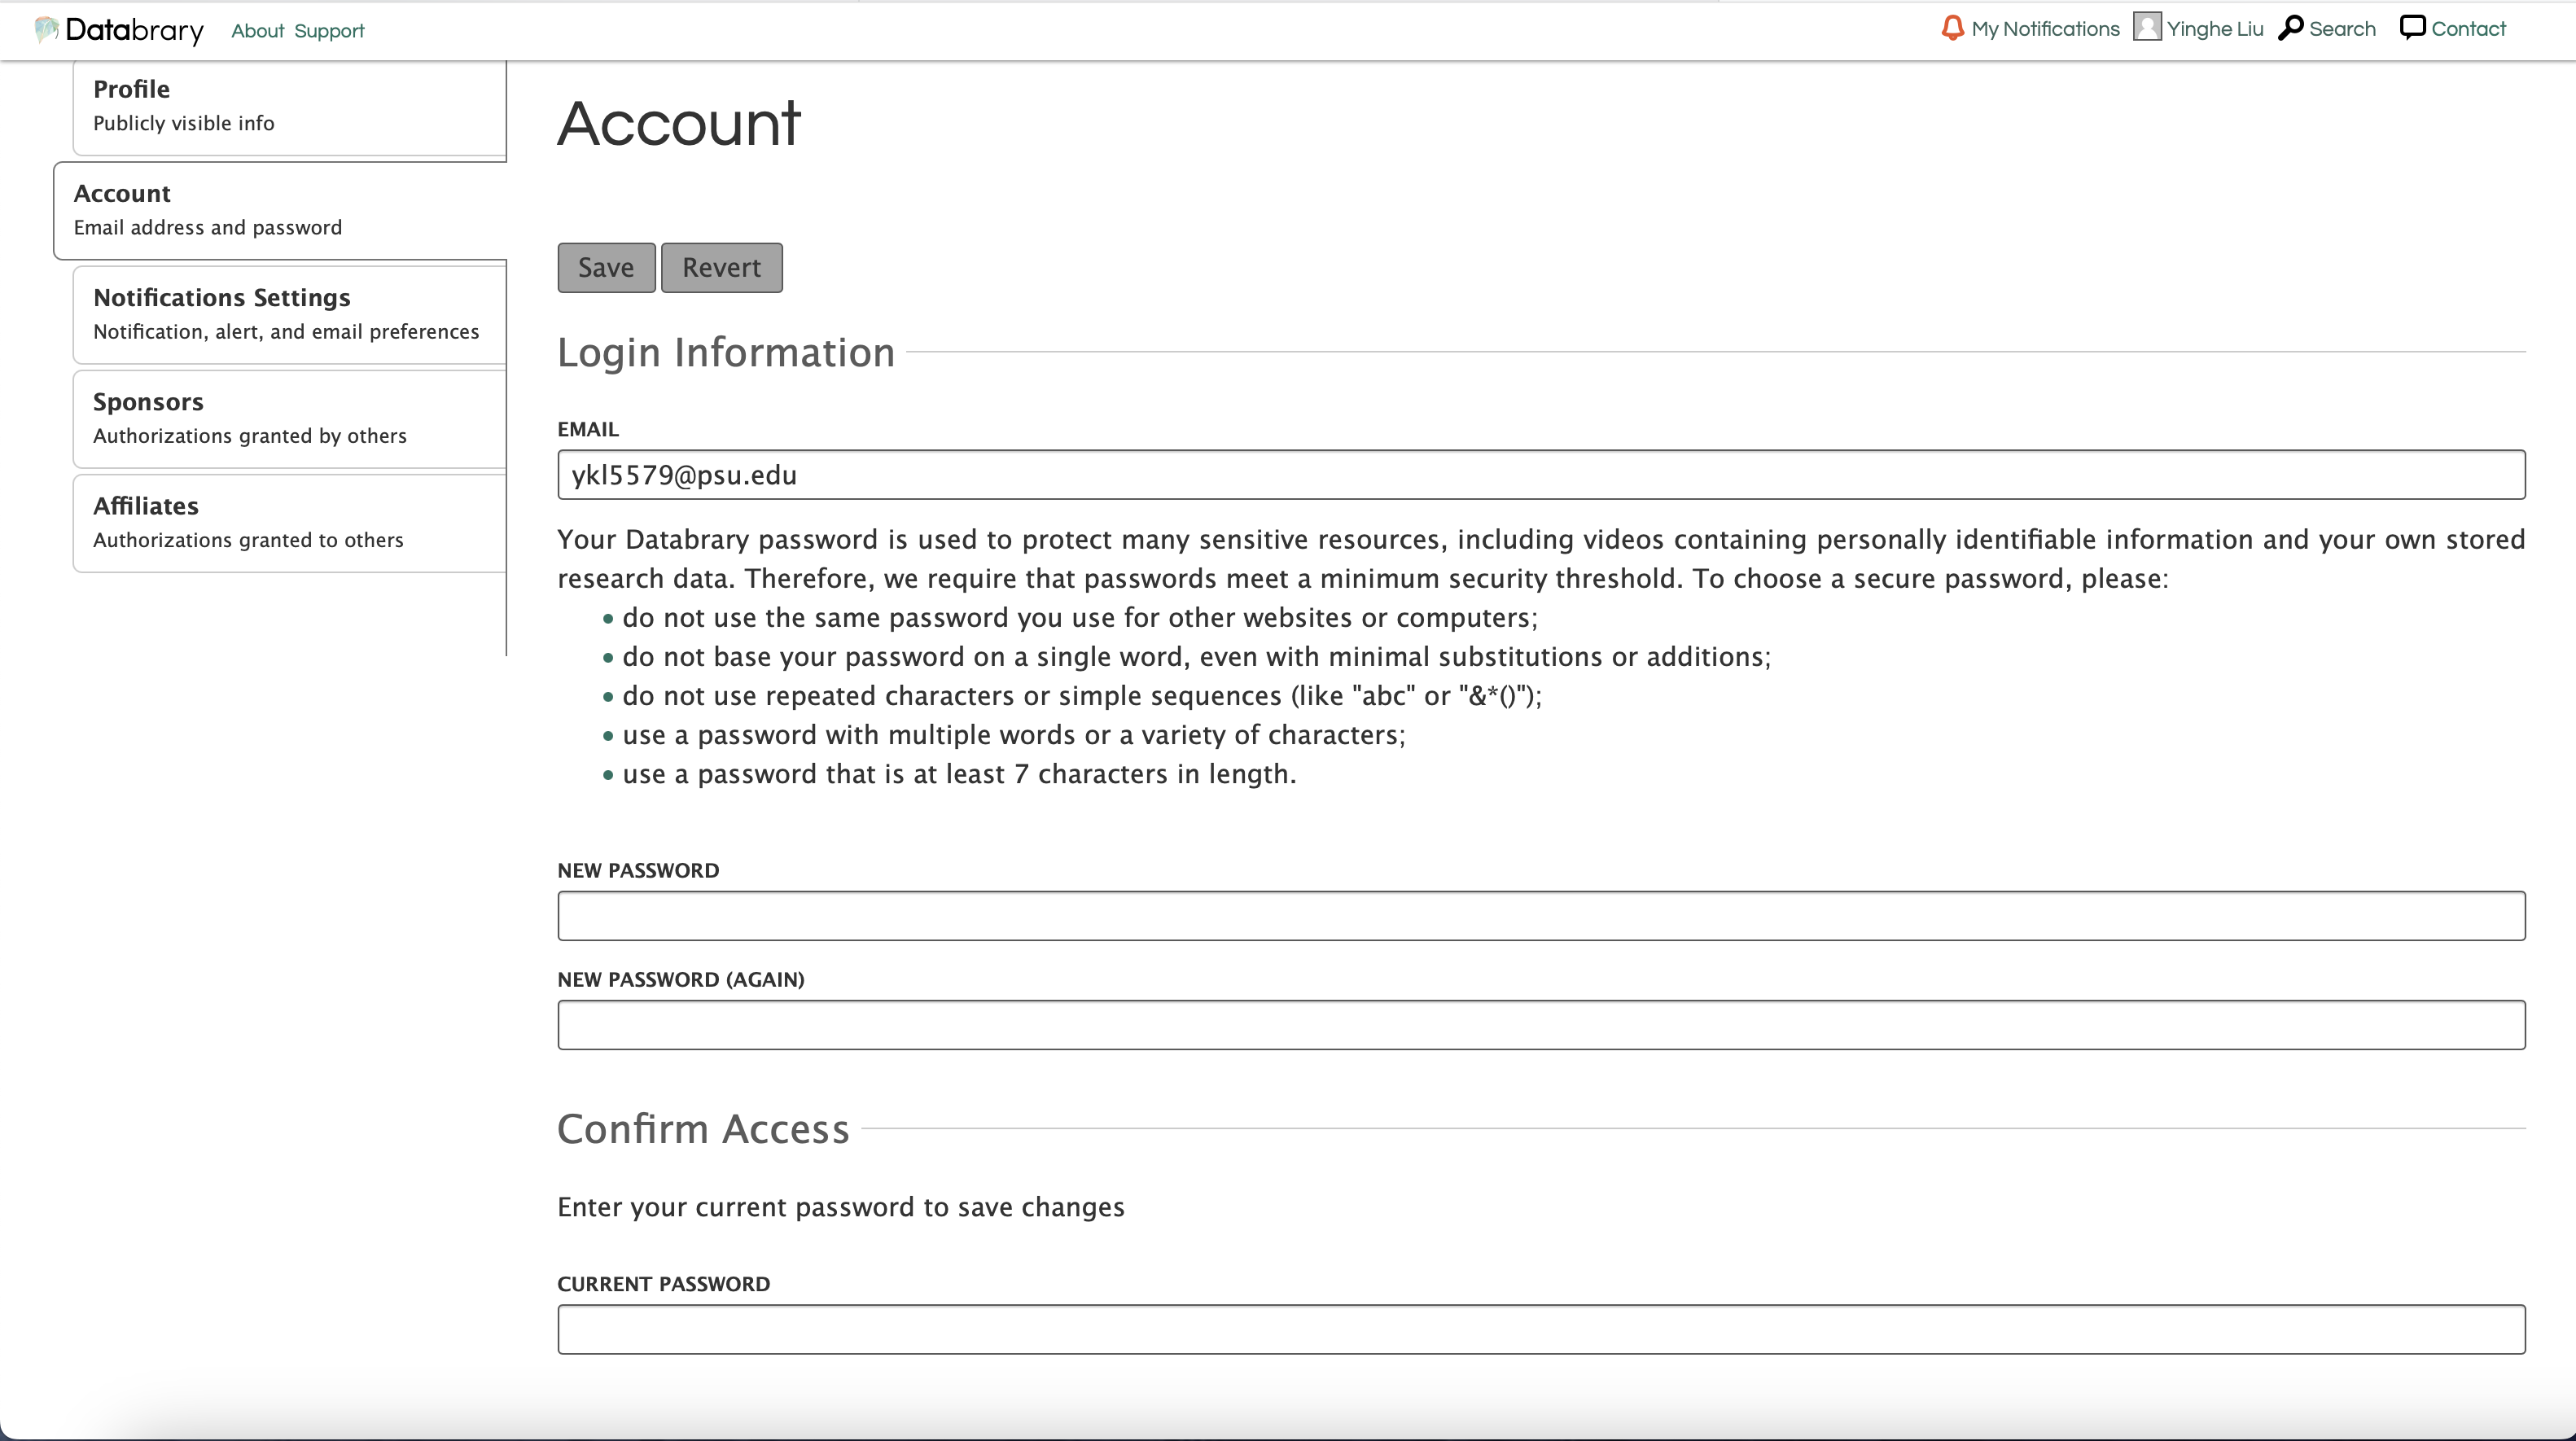 Databrary About Support My Notifications Yinghe Liu Search Contact
Profile
Publicly visible info
Account
Email address and password
Notifications Settings
Notification, alert, and email preferences
Sponsors
Authorizations granted by others
Affiliates
Authorizations granted to others
Account
Save Revert
Login Information
EMAIL
ykl5579@psu.edu
Your Databrary password is used to protect many sensitive resources, including videos containing personally identifiable information and your own stored
research data. Therefore, we require that passwords meet a minimum security threshold. To choose a secure password, please:
• do not use the same password you use for other websites or computers;
• do not base your password on a single word, even with minimal substitutions or additions;
• do not use repeated characters or simple sequences (like "abc" or "&*()");
• use a password with multiple words or a variety of characters;
• use a password that is at least 7 characters in length.
NEW PASSWORD
NEW PASSWORD (AGAIN)
Confirm Access
Enter your current password to save changes
CURRENT PASSWORD